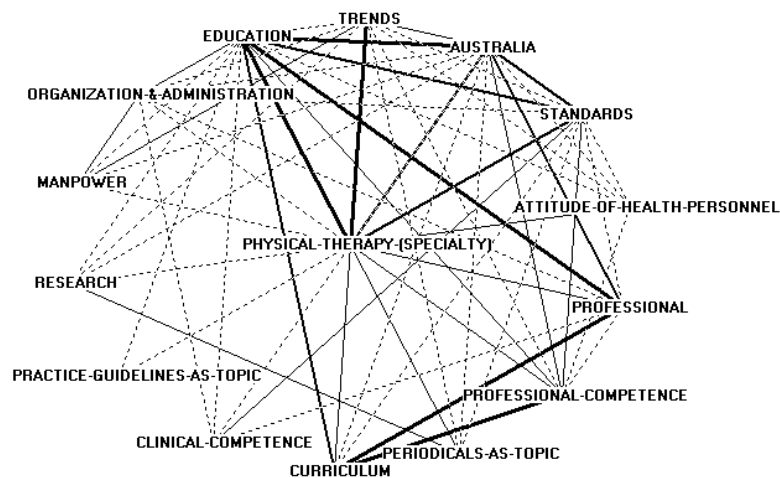 TRENDS
EDUCATION
AUSTRALIA
ORGANIZATION & ADMINISTRATION
STANDARDS
MANPOWER
ATTITUDE-OF-HEALTH-PERSONNEL
PHYSICAL-THERAPY-(SPECIALTY)
RESEARCH
PROFESSIONAL
PRACTICE-GUIDELINES-AS-TOPIC
PROFESSIONAL-COMPETENCE
CLINICAL-COMPETENCE
PERIODICALS-AS-TOPIC
CURRICULUM